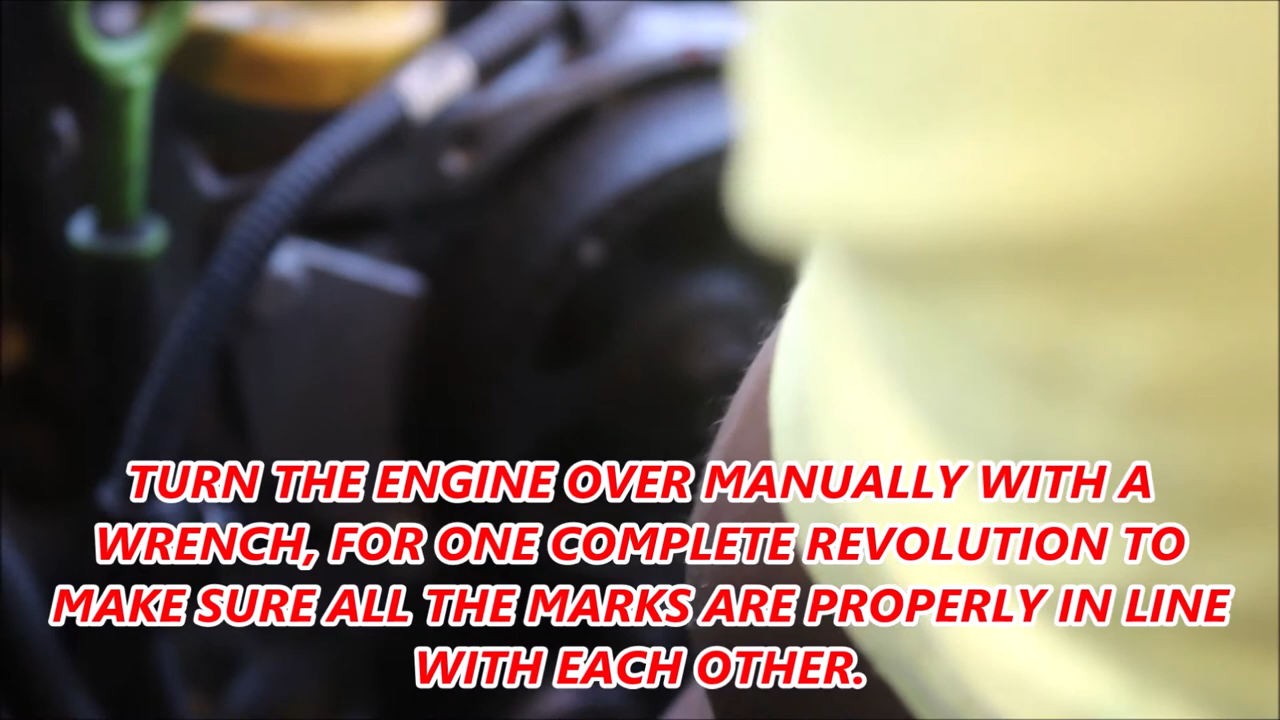 TURN THE ENGINE OVER MANUALLY WITH A
WRENCH, FOR ONE COMPLETE REVOLUTION TO
MAKE SURE ALL THE MARKS ARE PROPERLY IN LINE
WITH EACH OTHER.